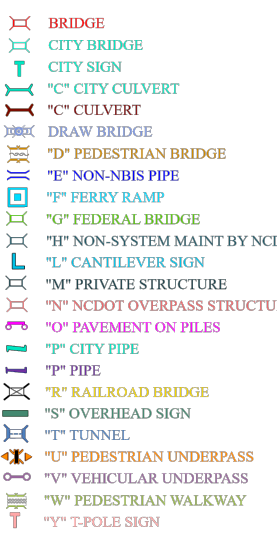 BRIDGE
CITY BRIDGE
CITY SIGN
"C" CITY CULVERT
"C" CULVERT
DRAW BRIDGE
"D" PEDESTRIAN BRIDGE
"E" NON-NBIS PIPE
"F" FERRY RAMP
"G" FEDERAL BRIDGE
"H" NON-SYSTEM MAINT BY
"L" CANTILEVER SIGN
"M" PRIVATE STRUCTURE
"N" NCDOT OVERPASS
"O" PAVEMENT ON PILES
"P" CITY PIPE
"P" PIPE
"R" RAILROAD BRIDGE
"S" OVERHEAD SIGN
"T" TUNNEL
"U" PEDESTRIAN UNDERPASS
"V" VEHICULAR UNDERPASS
"W" PEDESTRIAN WALKWAY
"Y" T-POLE SIGN